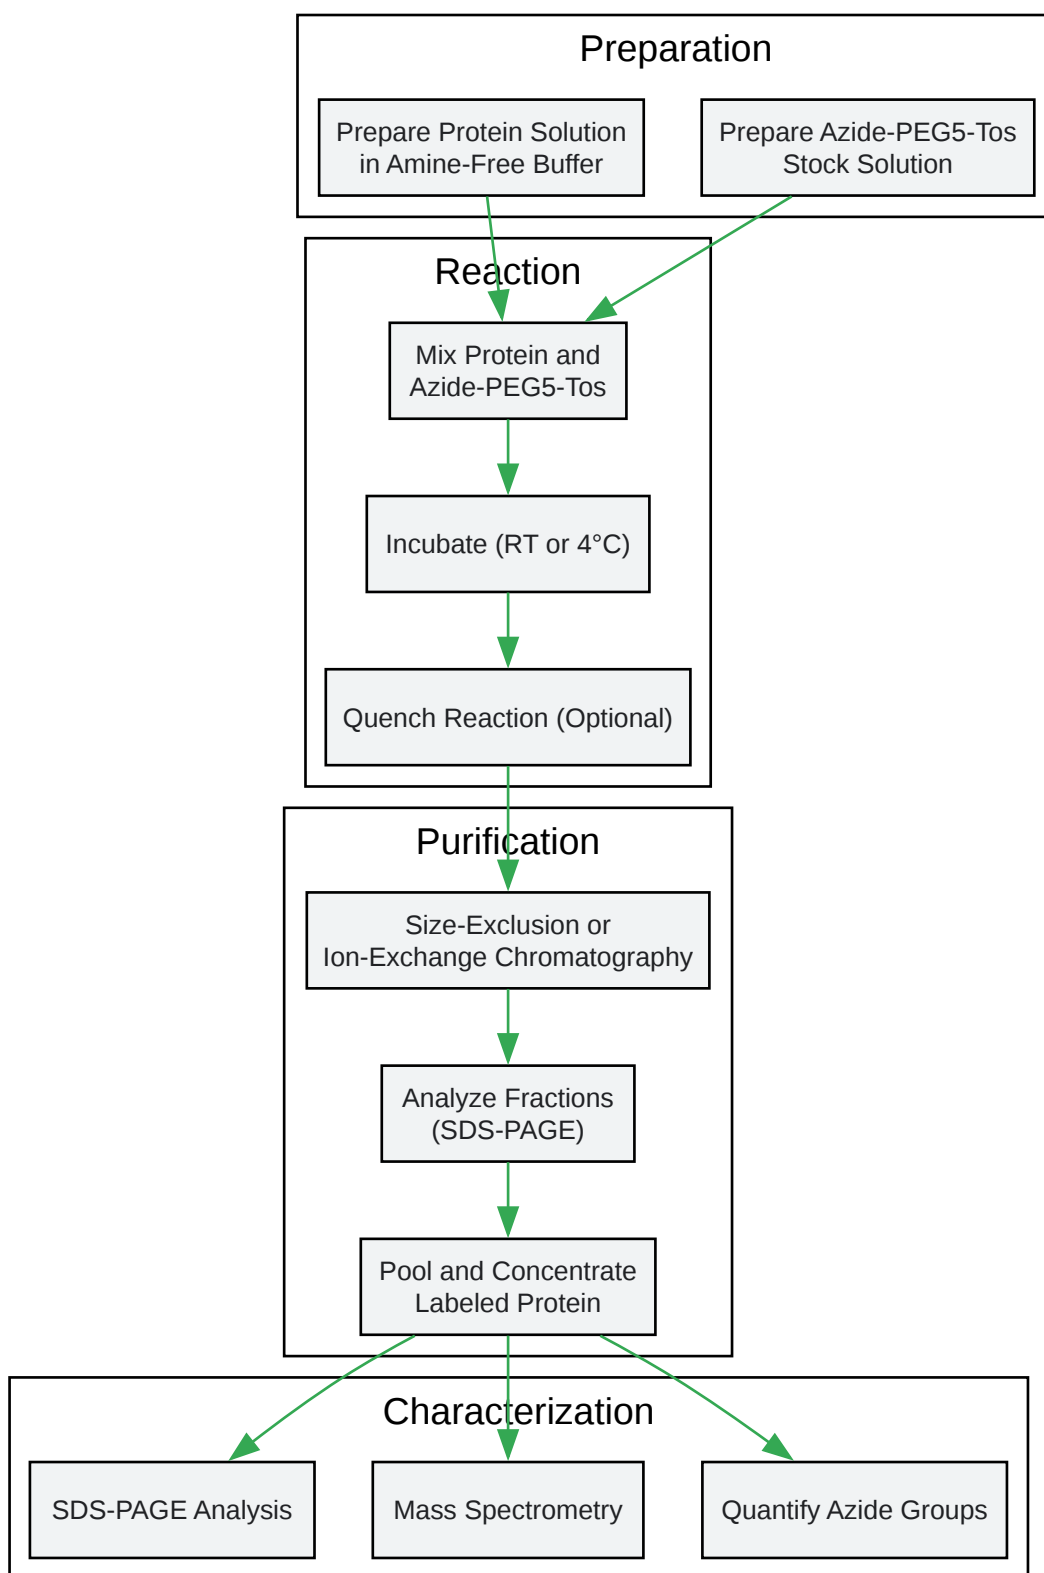 Preparation
Prepare Protein Solution
in Amine-Free Buffer
Prepare Azide-PEG5-Tos
Stock Solution
Reaction
Mix Protein and
Azide-PEG5-Tos
Incubate (RT or 4°C)
Quench Reaction (Optional)
Purification
Size-Exclusion or
Ion-Exchange Chromatography
Analyze Fractions
(SDS-PAGE)
Pool and Concentrate
Labeled Protein
Characterization
SDS-PAGE Analysis
Mass Spectrometry
Quantify Azide Groups